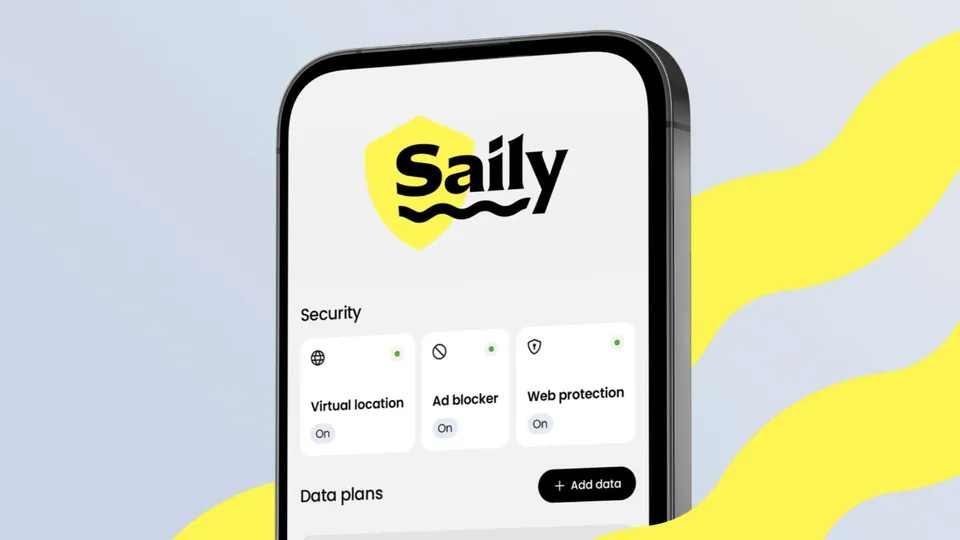 Saily
Security
Virtual location
On
Ad blocker
On
Web protection
On
Data plans
+ Add data